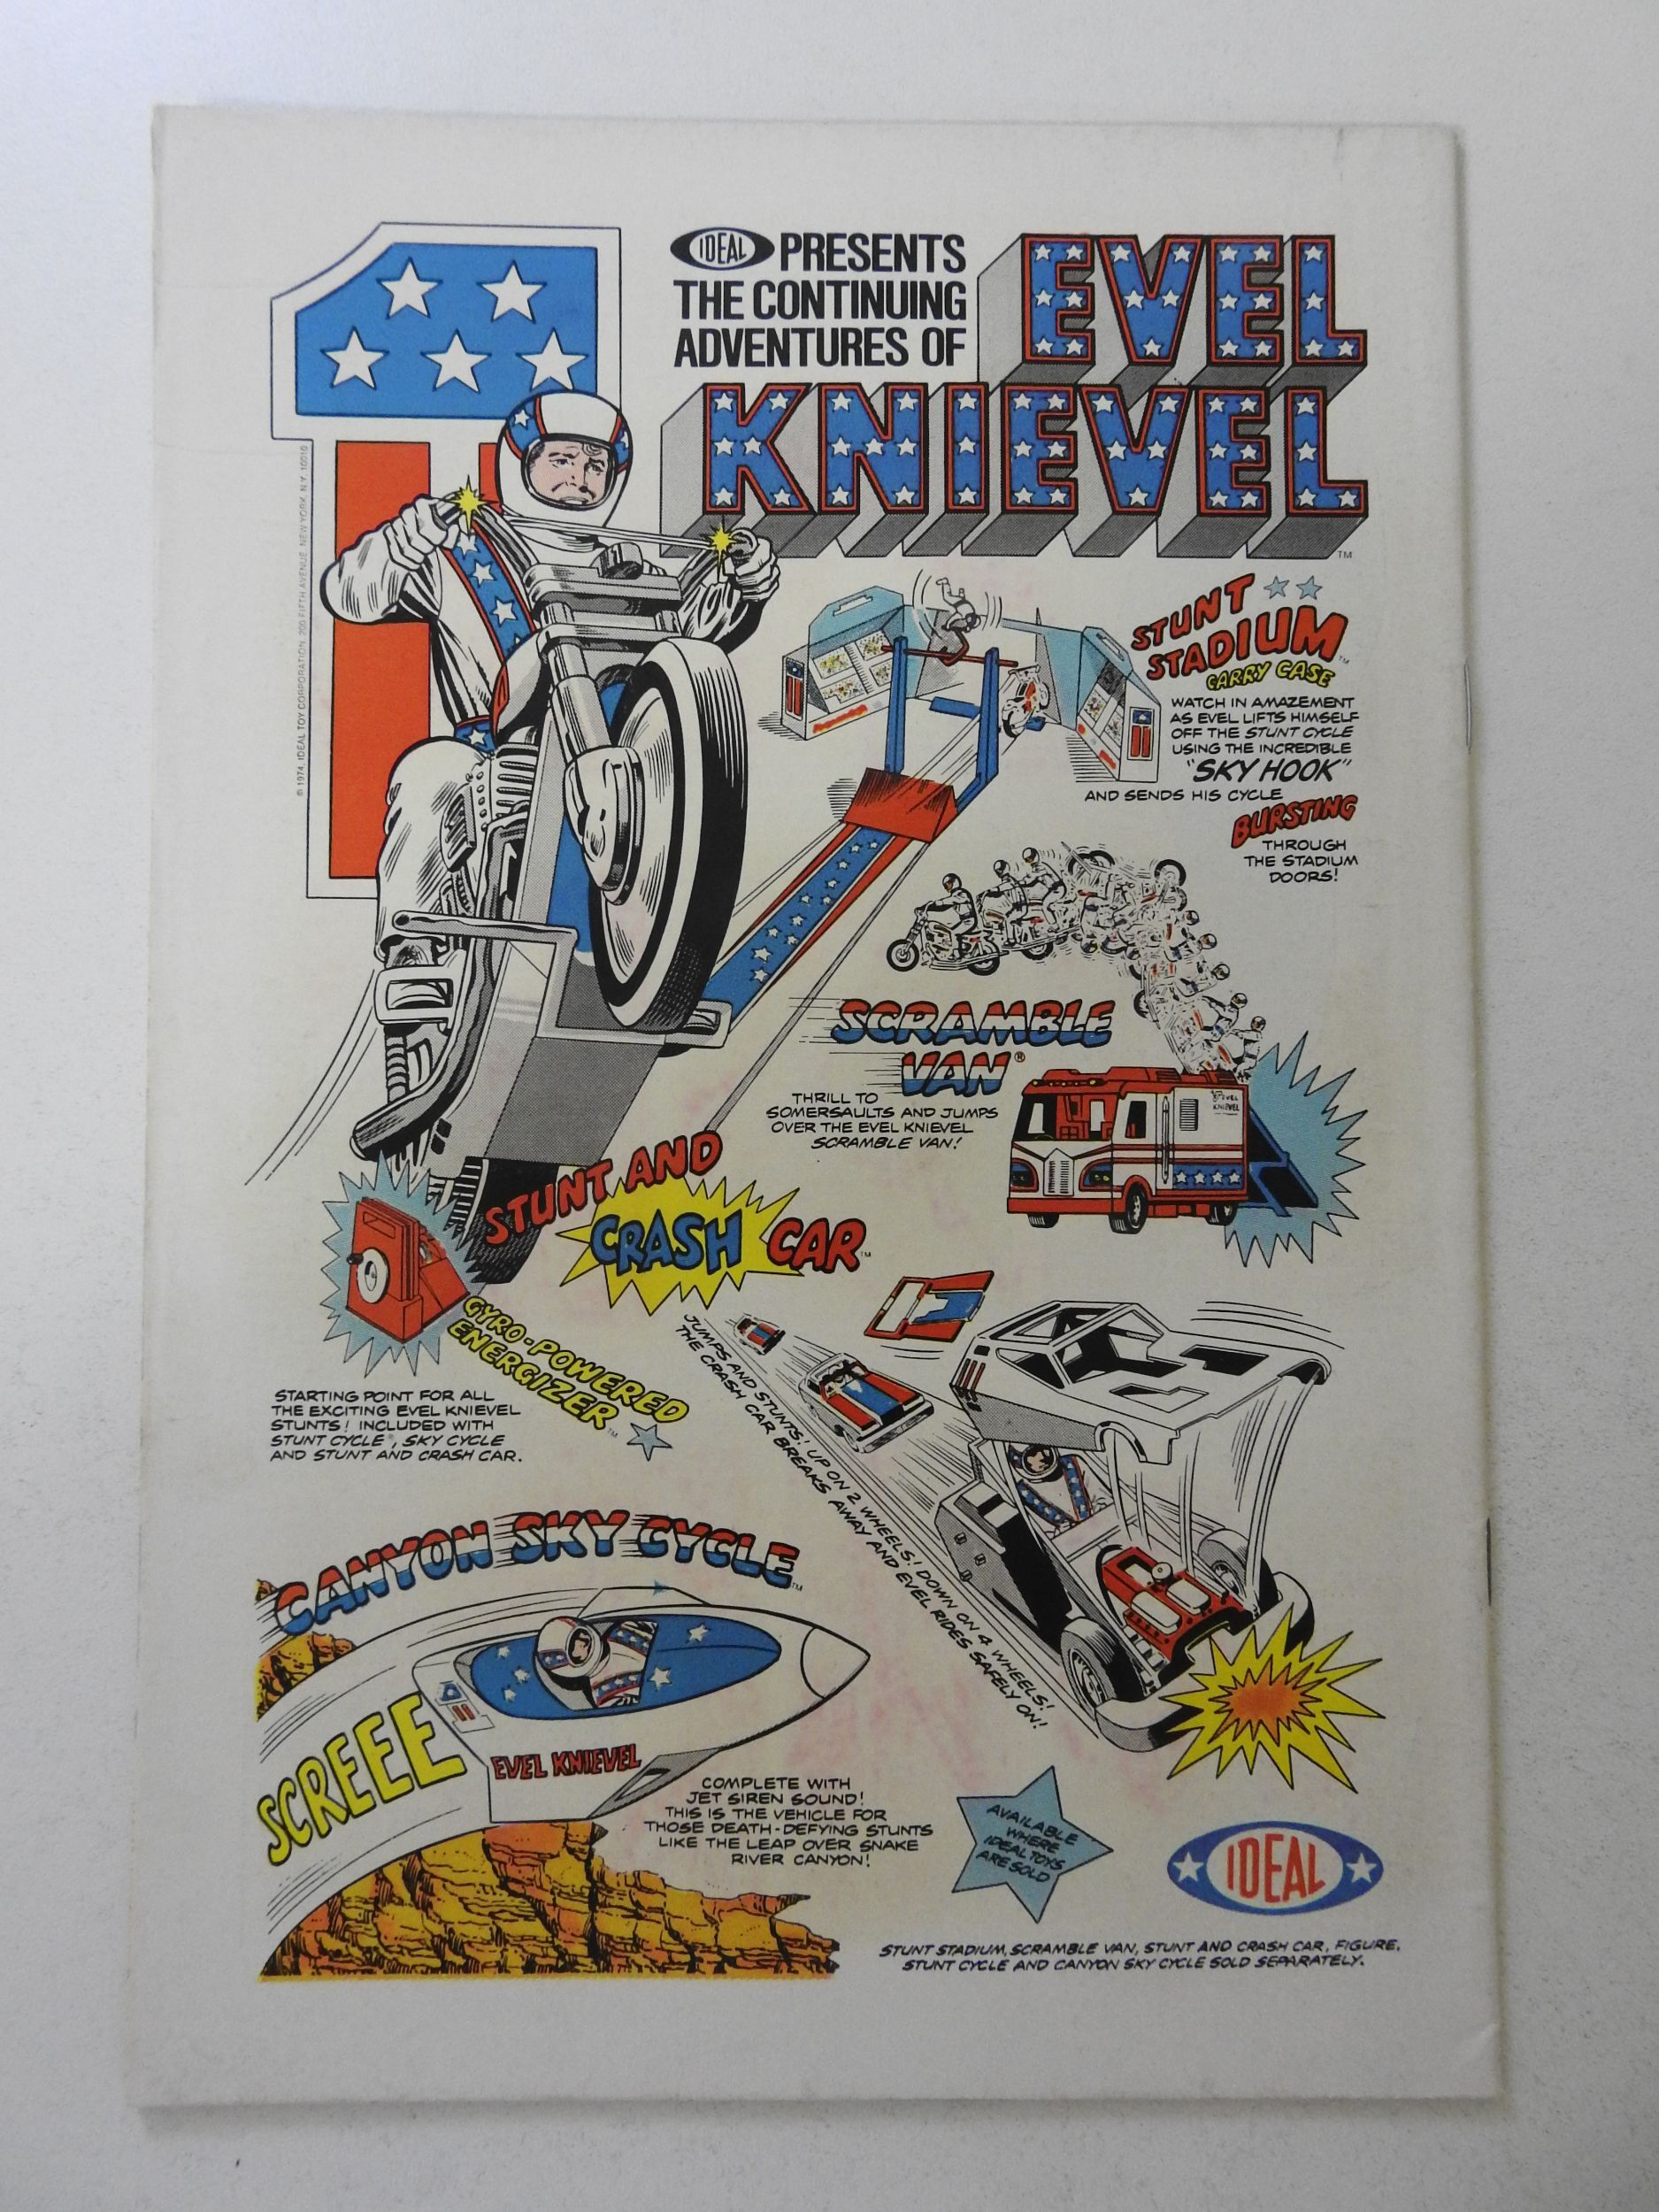 IDEAL PRESENTS
THE CONTINUING
ADVENTURES OF
EVEL
KNIEVEL
TM
© 1974, IDEAL TOY CORPORATION, 200 FIFTH AVENUE, NEW YORK, N.Y. 10010
STUNT
STADIUM™
CARRY CASE
WATCH IN AMAZEMENT
AS EVEL LIFTS HIMSELF
OFF THE STUNT CYCLE
USING THE INCREDIBLE
"SKY HOOK"
AND SENDS HIS CYCLE
BURSTING
THROUGH
THE STADIUM
DOORS!
SCRAMBLE
VAN®
THRILL TO
SOMERSAULTS AND JUMPS
OVER THE EVEL KNIEVEL
SCRAMBLE VAN!
EVEL
KNIEVEL
STUNT AND
CRASH CAR™
JUMPS AND STUNTS! UP ON 2 WHEELS! DOWN ON 4 WHEELS!
THE CRASH CAR BREAKS AWAY AND EVEL RIDES SAFELY ON!
GYRO-POWERED
ENERGIZER™
STARTING POINT FOR ALL
THE EXCITING EVEL KNIEVEL
STUNTS! INCLUDED WITH
STUNT CYCLE®, SKY CYCLE
AND STUNT AND CRASH CAR.
CANYON SKY CYCLE™
SCREEE
EVEL KNIEVEL
COMPLETE WITH
JET SIREN SOUND!
THIS IS THE VEHICLE FOR
THOSE DEATH-DEFYING STUNTS
LIKE THE LEAP OVER SNAKE
RIVER CANYON!
AVAILABLE
WHERE
IDEAL TOYS
ARE SOLD
IDEAL
STUNT STADIUM, SCRAMBLE VAN, STUNT AND CRASH CAR, FIGURE,
STUNT CYCLE AND CANYON SKY CYCLE SOLD SEPARATELY.